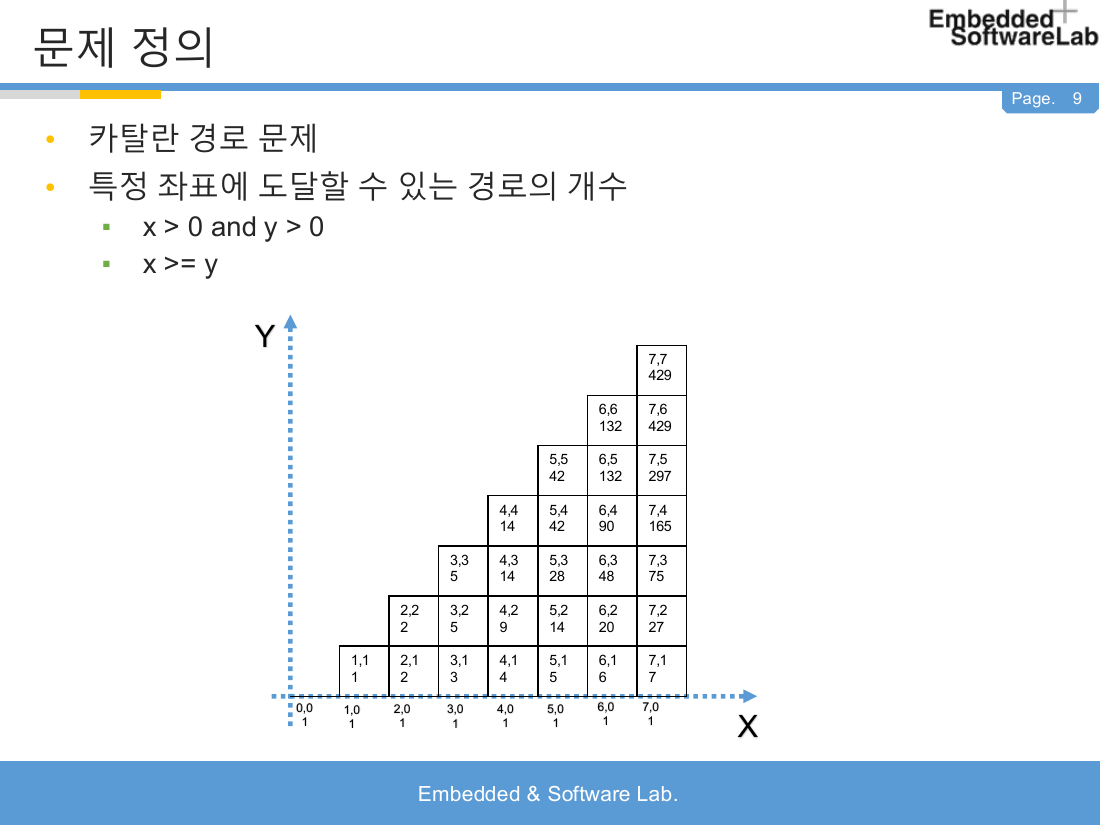 문제 정의
Embedded
SoftwareLab
Page. 9
• 카탈란 경로 문제
• 특정 좌표에 도달할 수 있는 경로의 개수
▪ x > 0 and y > 0
▪ x >= y
Y
7,7
429
6,6 7,6
132 429
5,5 6,5 7,5
42 132 297
4,4 5,4 6,4 7,4
14 42 90 165
3,3 4,3 5,3 6,3 7,3
5 14 28 48 75
2,2 3,2 4,2 5,2 6,2 7,2
2 5 9 14 20 27
1,1 2,1 3,1 4,1 5,1 6,1 7,1
1 2 3 4 5 6 7
0,0 1,0 2,0 3,0 4,0 5,0 6,0 7,0
1 1 1 1 1 1 1 1
X
Embedded & Software Lab.